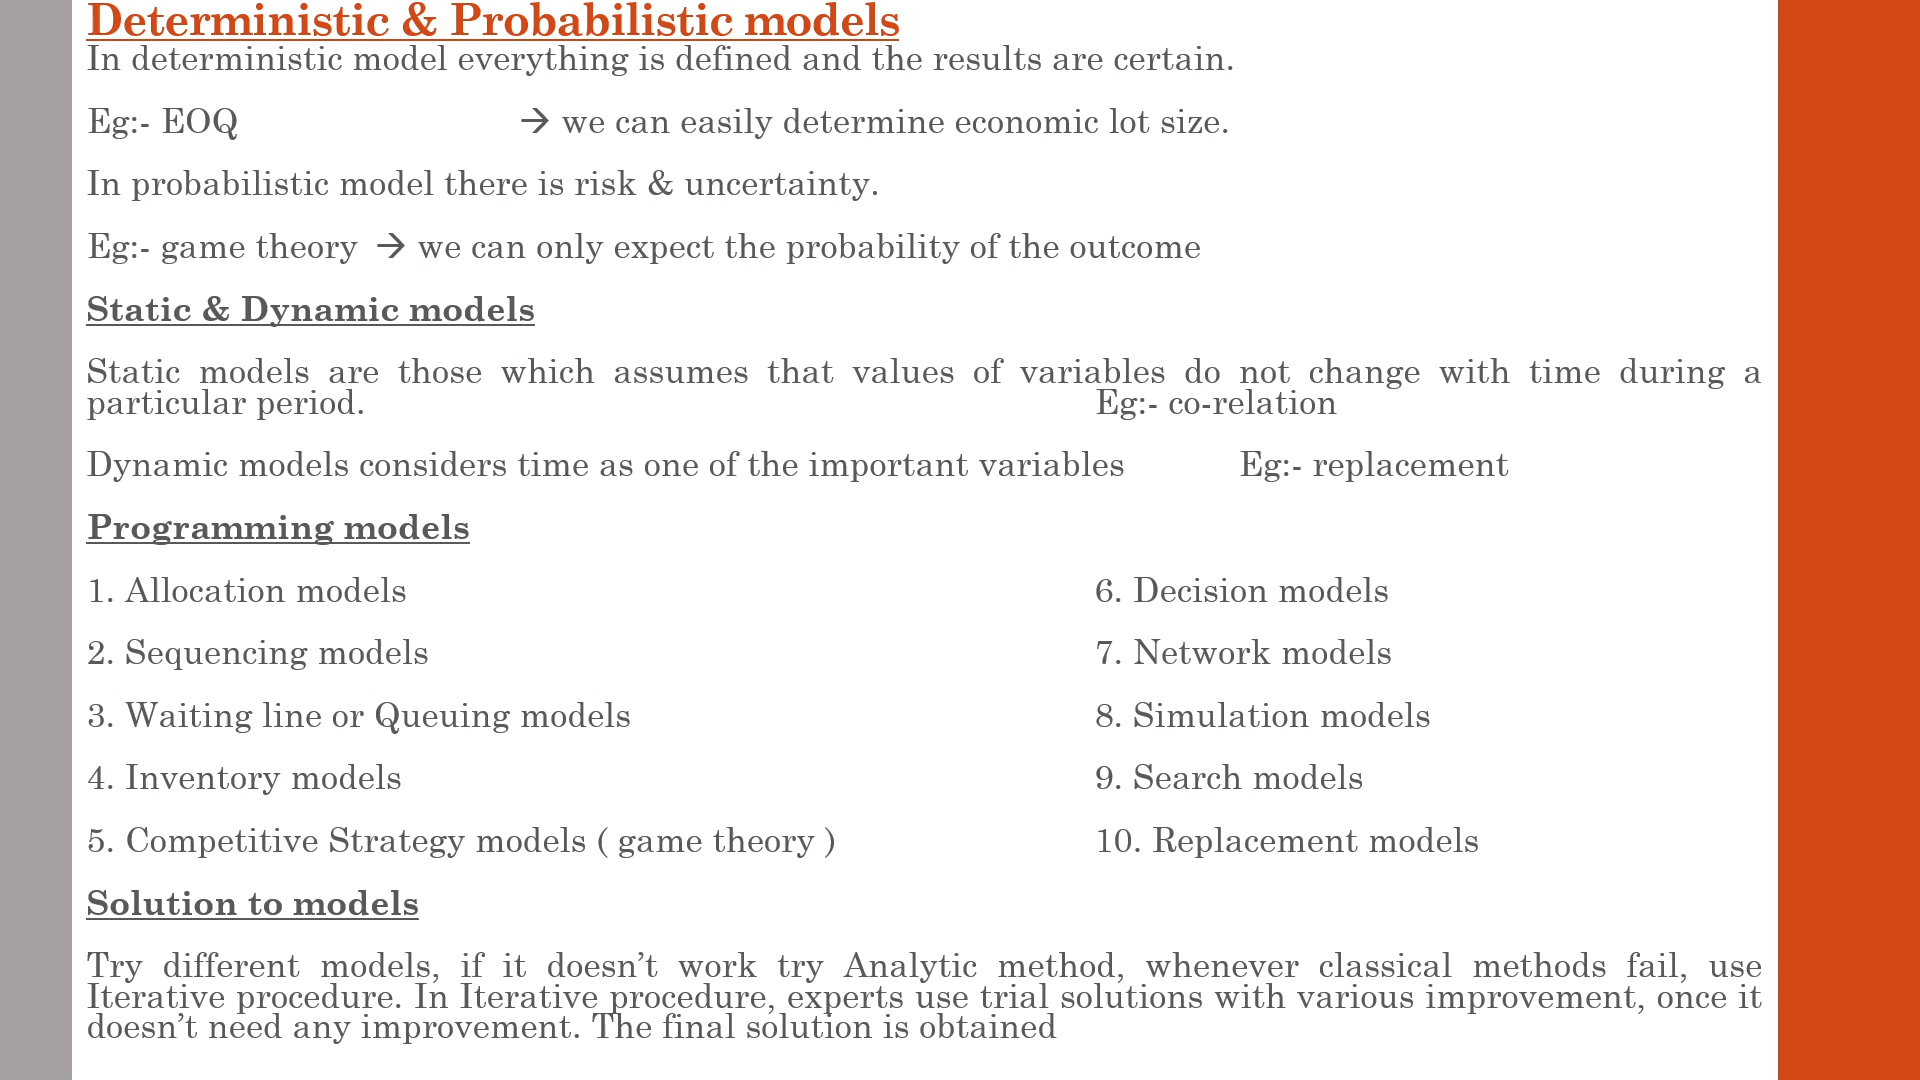 Deterministic & Probabilistic models
In deterministic model everything is defined and the results are certain.
Eg:- EOQ → we can easily determine economic lot size.
In probabilistic model there is risk & uncertainty.
Eg:- game theory → we can only expect the probability of the outcome
Static & Dynamic models
Static models are those which assumes that values of variables do not change with time during a
particular period. Eg:- co-relation
Dynamic models considers time as one of the important variables Eg:- replacement
Programming models
1. Allocation models 6. Decision models
2. Sequencing models 7. Network models
3. Waiting line or Queuing models 8. Simulation models
4. Inventory models 9. Search models
5. Competitive Strategy models ( game theory ) 10. Replacement models
Solution to models
Try different models, if it doesn’t work try Analytic method, whenever classical methods fail, use
Iterative procedure. In Iterative procedure, experts use trial solutions with various improvement, once it
doesn’t need any improvement. The final solution is obtained